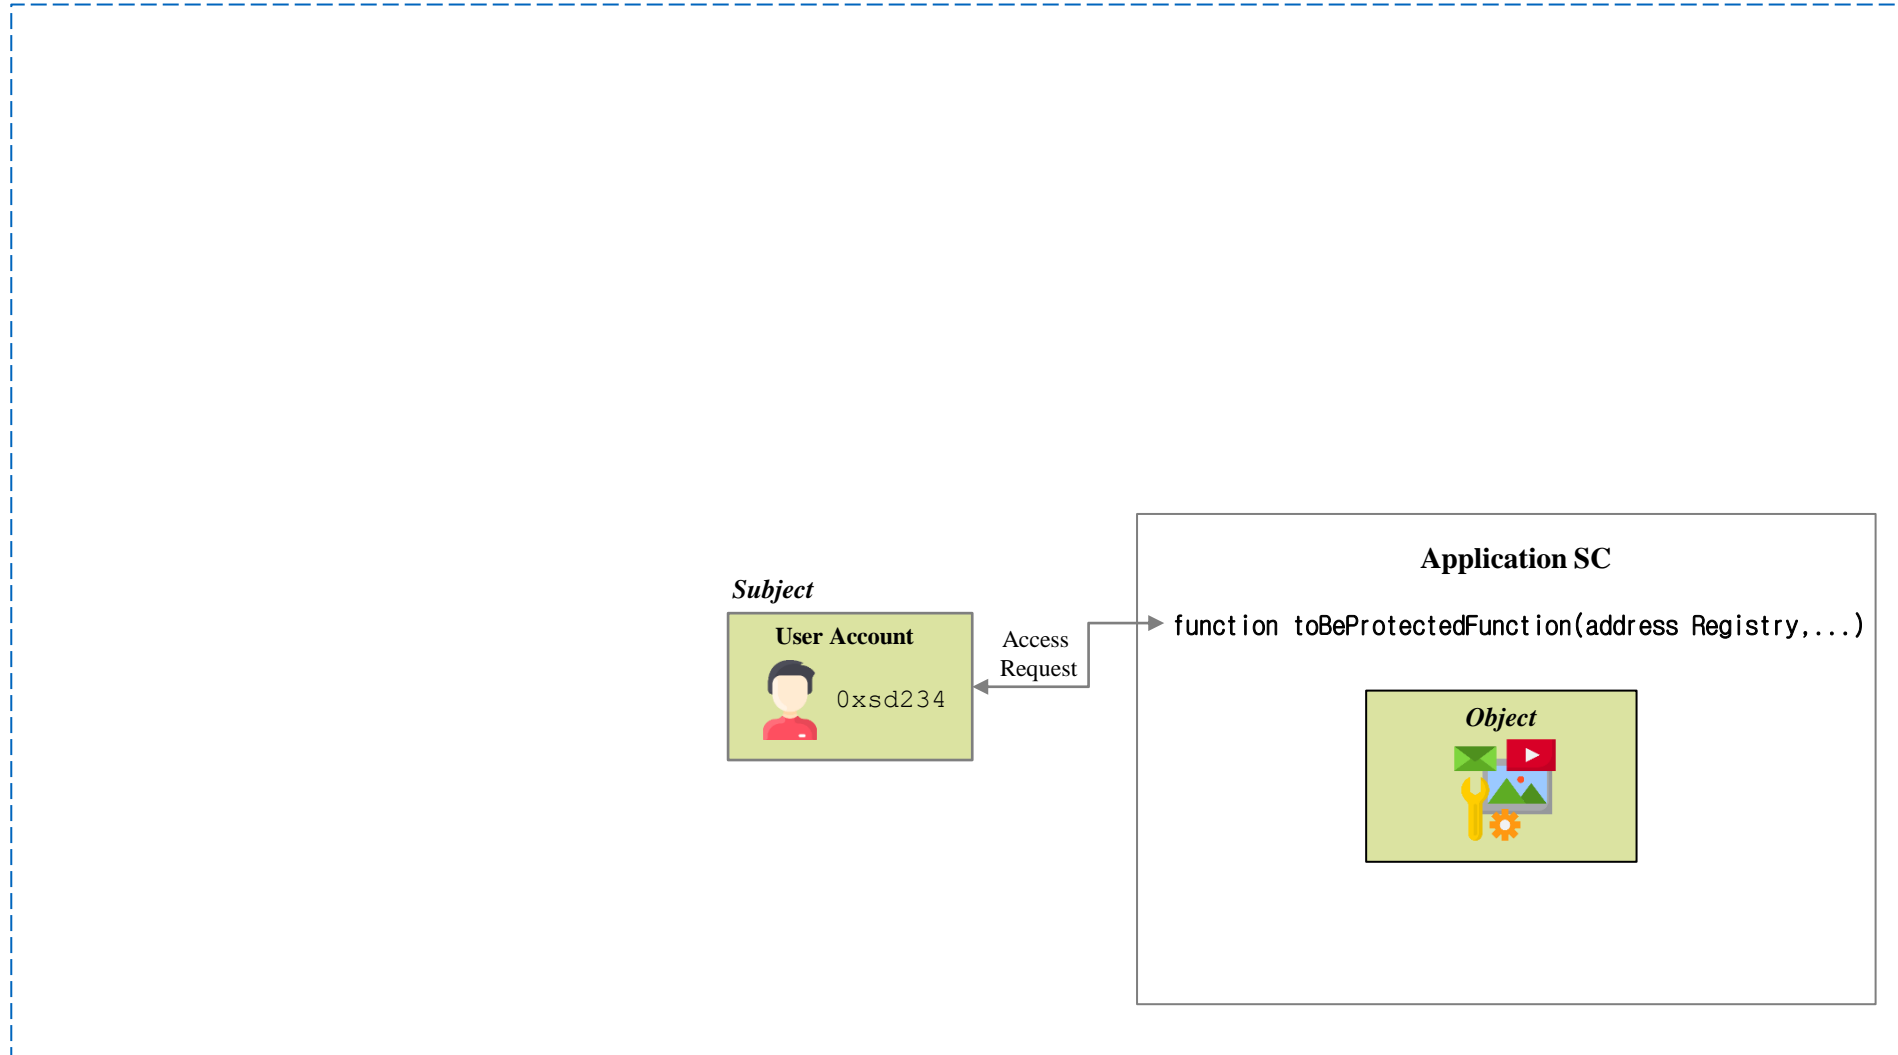 Application SC
Subject
function toBeProtectedFunction(address Registry,...)
User Account
Access
Request
0xsd234
Object